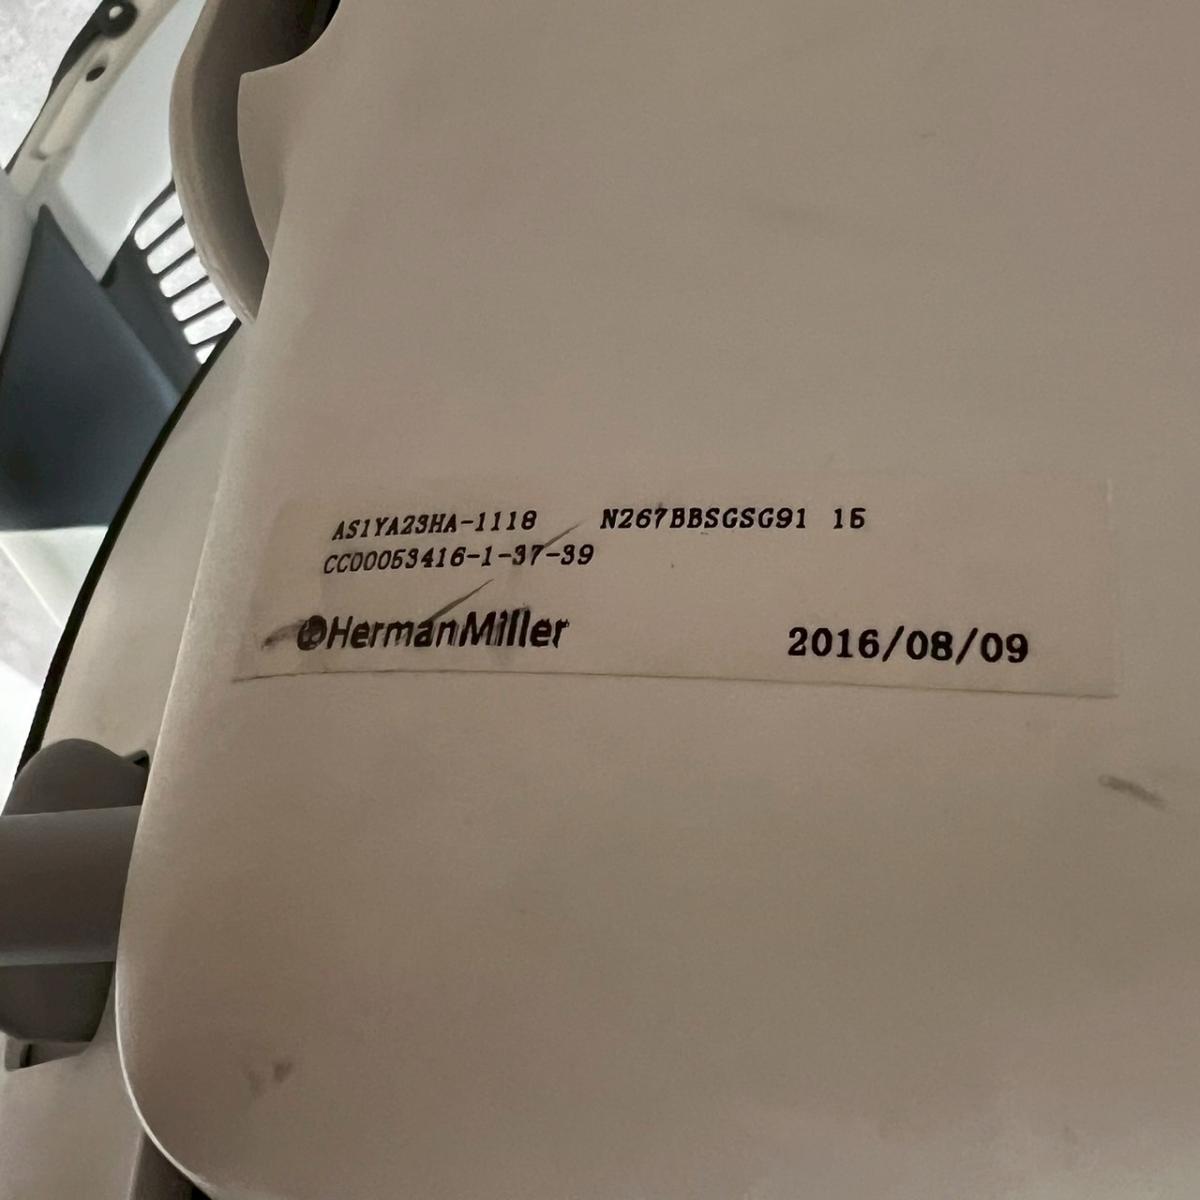 AS1YA23HA-1118 N267BBSGSG91 15
CC00053416-1-37-39
HermanMiller 2016/08/09